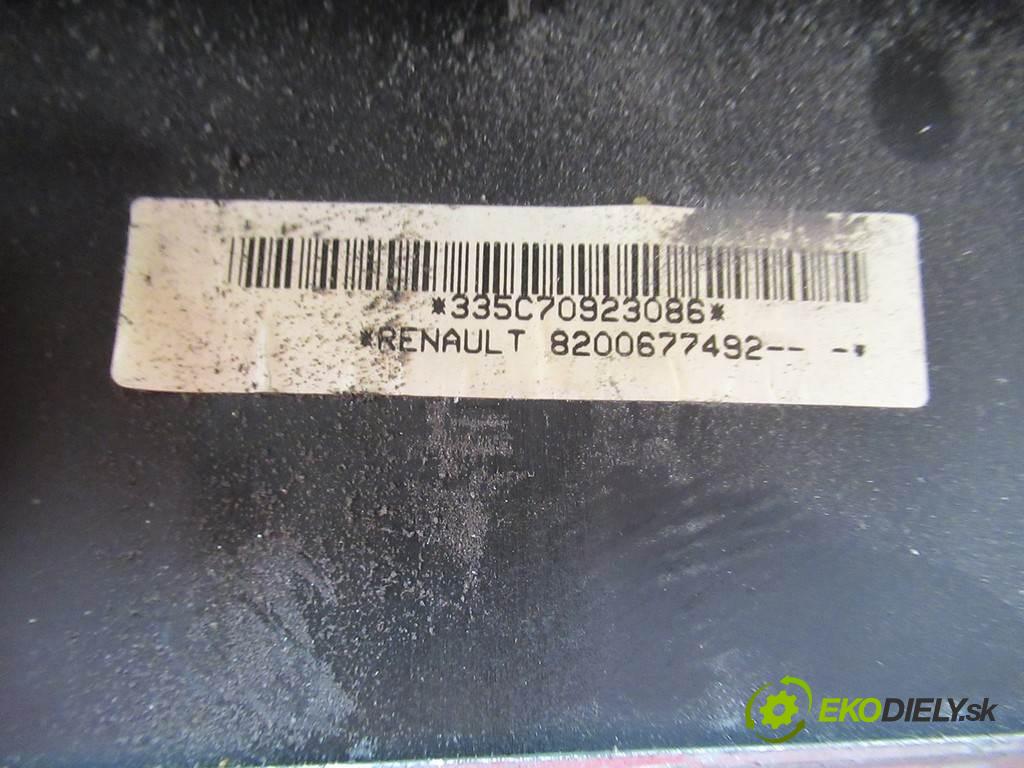 *335C70923086*
*RENAULT 8200677492-- -*
EKODIELY.sk